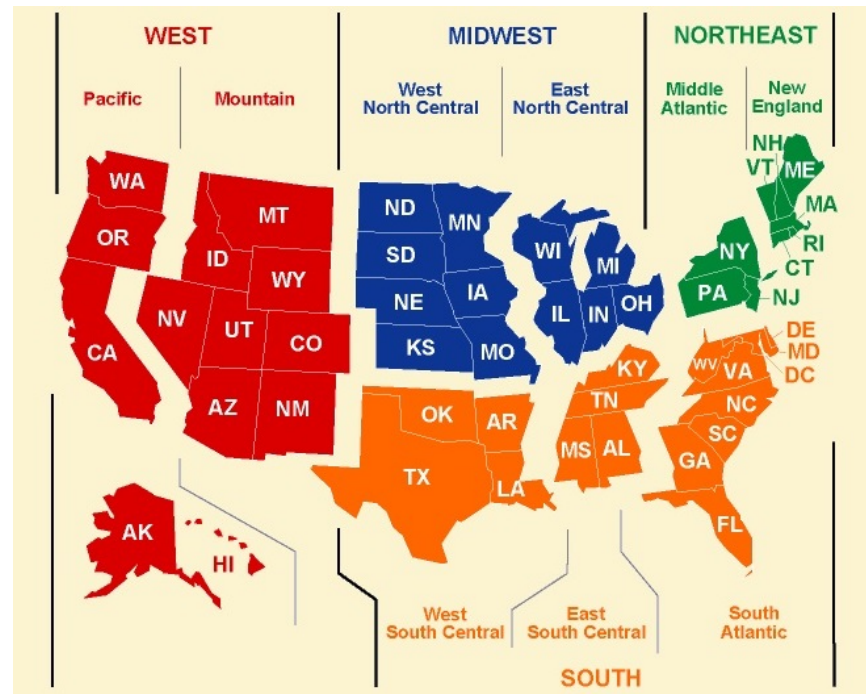 WEST
MIDWEST
NORTHEAST
Pacific
Mountain
West
North Central
East
North Central
Middle
Atlantic
New
England
WA
OR
CA
MT
ID
WY
NV
UT
CO
AZ
NM
AK
HI
ND
SD
NE
KS
MN
IA
MO
WI
MI
IL
IN
OH
NH
VT
ME
MA
RI
CT
NY
PA
NJ
OK
AR
TX
LA
KY
TN
MS
AL
DE
MD
DC
WV
VA
NC
SC
GA
FL
West
South Central
East
South Central
South
Atlantic
SOUTH